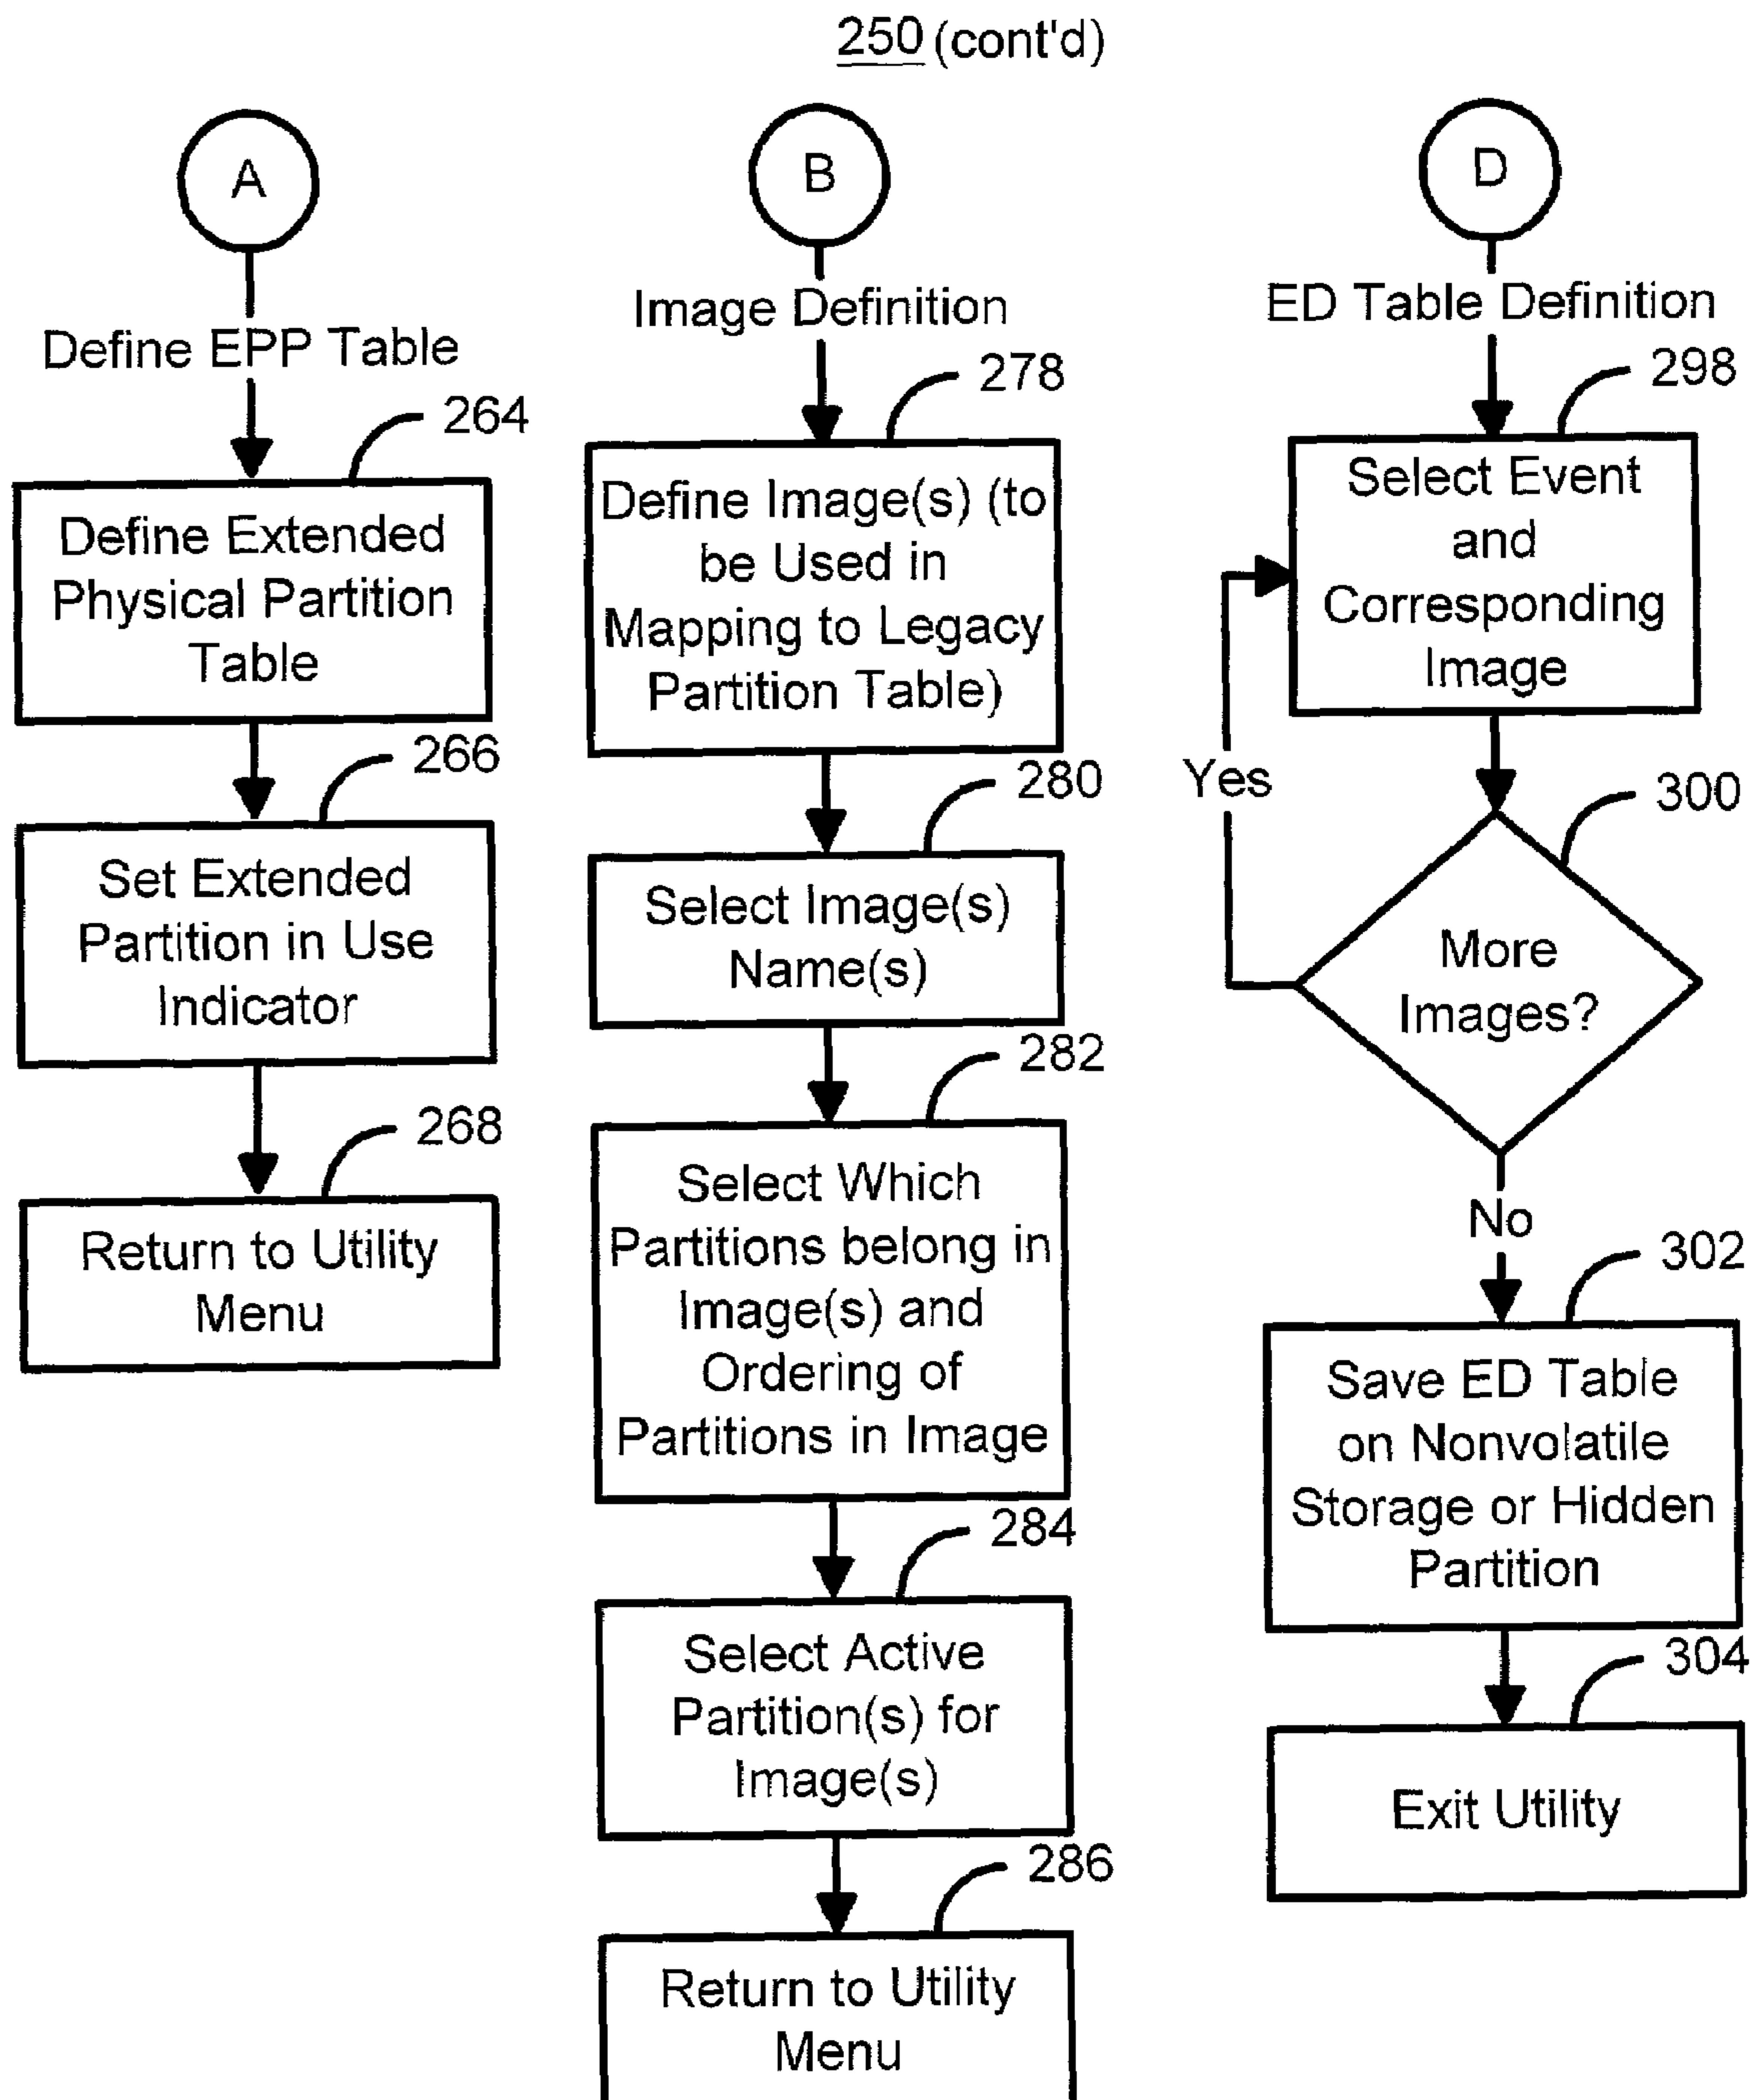 250 (cont'd)
A
Define EPP Table
264
Define Extended
Physical Partition
Table
266
Set Extended
Partition in Use
Indicator
268
Return to Utility
Menu
B
Image Definition
278
Define Image(s) (to
be Used in
Mapping to Legacy
Partition Table)
280
Select Image(s)
Name(s)
282
Select Which
Partitions belong in
Image(s) and
Ordering of
Partitions in Image
284
Select Active
Partition(s) for
Image(s)
286
Return to Utility
Menu
D
ED Table Definition
298
Select Event
and
Corresponding
Image
Yes
300
More
Images?
No
302
Save ED Table
on Nonvolatile
Storage or Hidden
Partition
304
Exit Utility